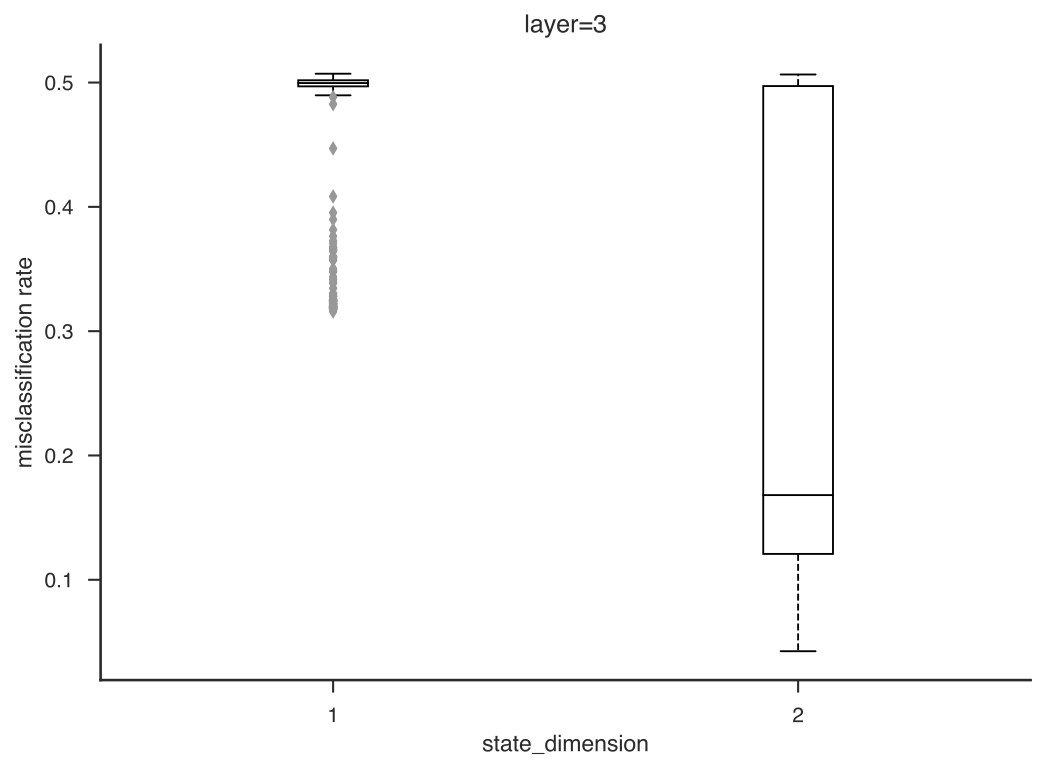 layer=3
misclassification rate
0.5
0.4
0.3
0.2
0.1
1
2
state_dimension